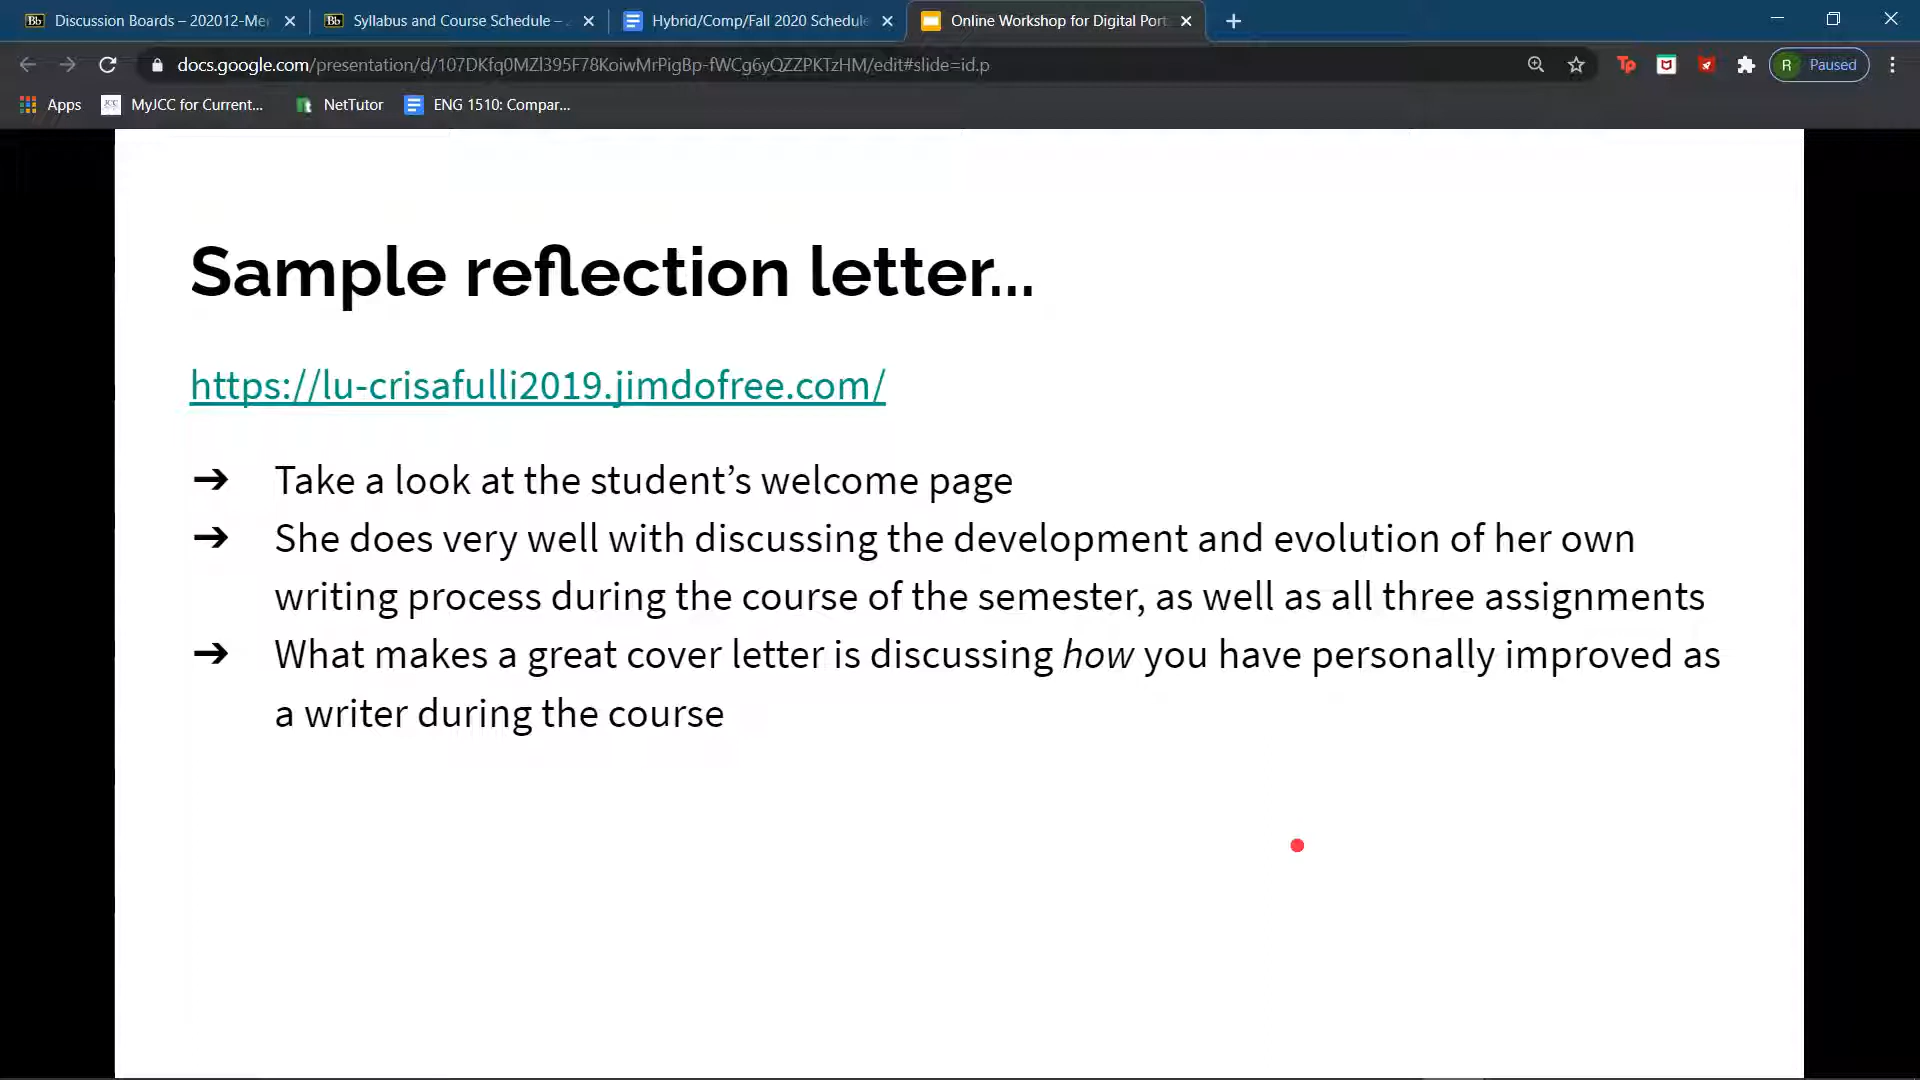 Discussion Boards – 202012-Me
Syllabus and Course Schedule –
Hybrid/Comp/Fall 2020 Schedule
Online Workshop for Digital Port
docs.google.com/presentation/d/107DKfq0MZl395F78KoiwMrPigBp-fWCg6yQZZPKTzHM/edit#slide=id.p
R Paused
Apps
MyJCC for Current...
NetTutor
ENG 1510: Compar...
Sample reflection letter...
https://lu-crisafulli2019.jimdofree.com/
➔ Take a look at the student’s welcome page
➔ She does very well with discussing the development and evolution of her own
writing process during the course of the semester, as well as all three assignments
➔ What makes a great cover letter is discussing how you have personally improved as
a writer during the course